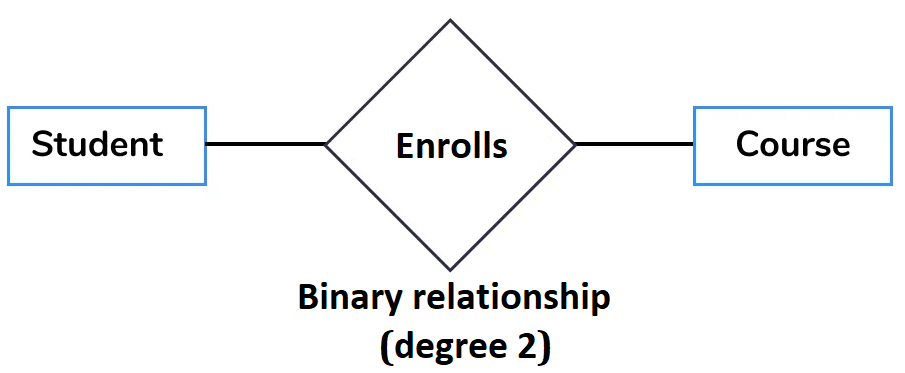 Student
Enrolls
Course
Binary relationship
(degree 2)